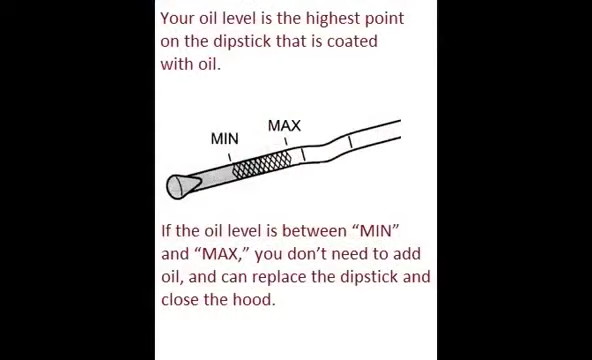 Your oil level is the highest point
on the dipstick that is coated
with oil.
MIN MAX
If the oil level is between “MIN”
and “MAX,” you don’t need to add
oil, and can replace the dipstick and
close the hood.